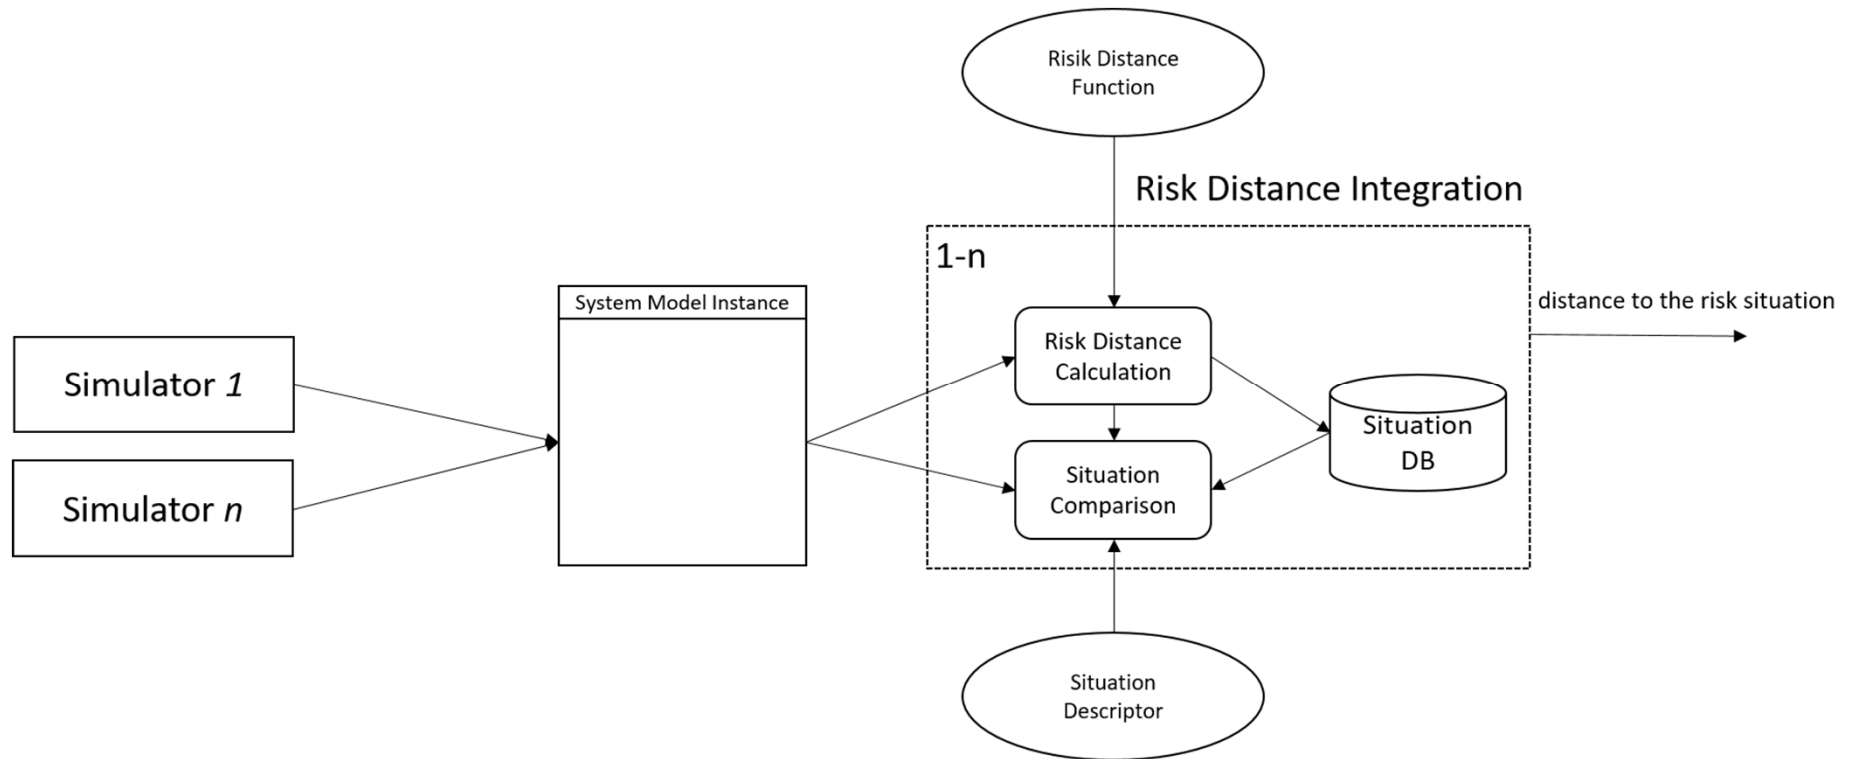 Risik Distance
Function
Risk Distance Integration
1-n
System Model Instance
distance to the risk situation
Simulator 1
Risk Distance
Calculation
Situation
DB
Simulator n
Situation
Comparison
Situation
Descriptor